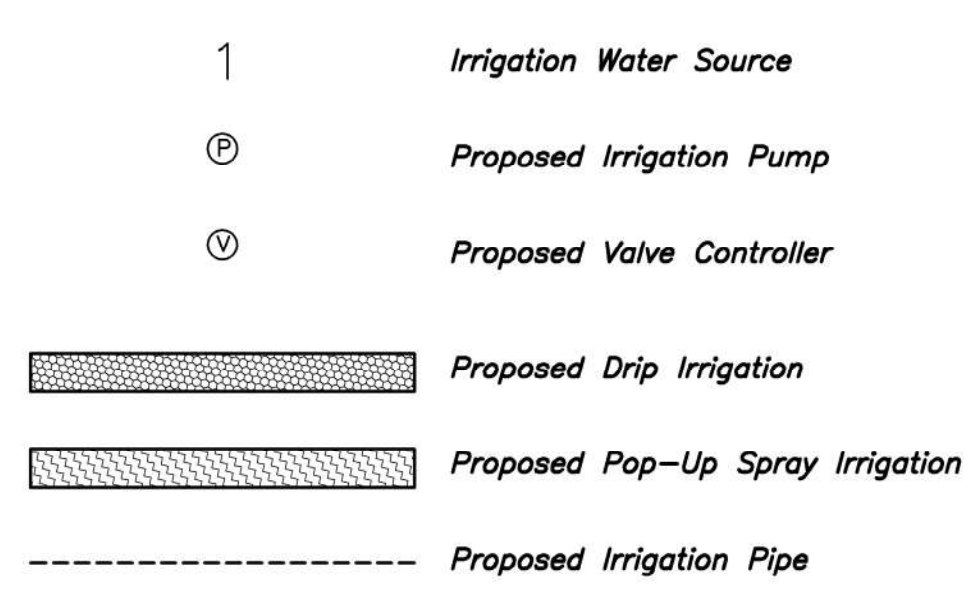 1 Irrigation Water Source
P Proposed Irrigation Pump
V Proposed Valve Controller
Proposed Drip Irrigation
Proposed Pop-Up Spray Irrigation
Proposed Irrigation Pipe